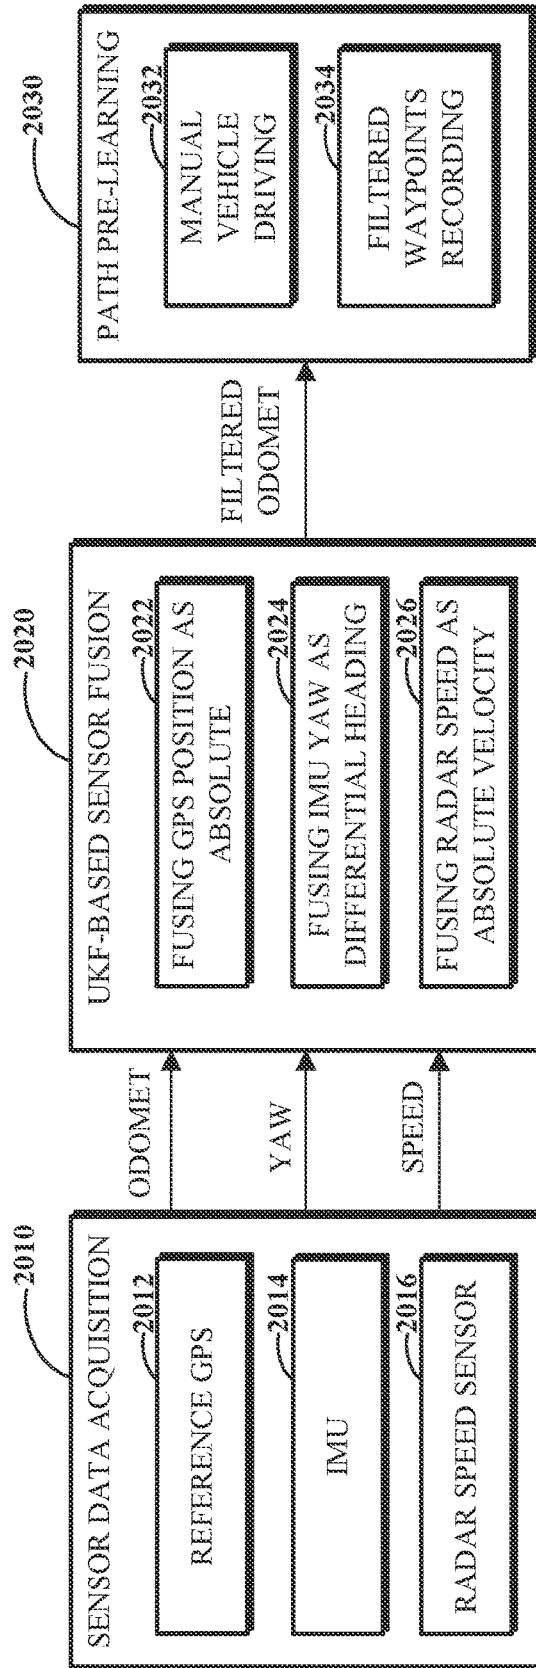 2010
SENSOR DATA ACQUISITION
2012
REFERENCE GPS
2014
IMU
2016
RADAR SPEED SENSOR
ODOMET
YAW
SPEED
2020
UKF-BASED SENSOR FUSION
2022
FUSING GPS POSITION AS
ABSOLUTE
2024
FUSING IMU YAW AS
DIFFERENTIAL HEADING
2026
FUSING RADAR SPEED AS
ABSOLUTE VELOCITY
FILTERED
ODOMET
2030
PATH PRE-LEARNING
2032
MANUAL
VEHICLE
DRIVING
2034
FILTERED
WAYPOINTS
RECORDING